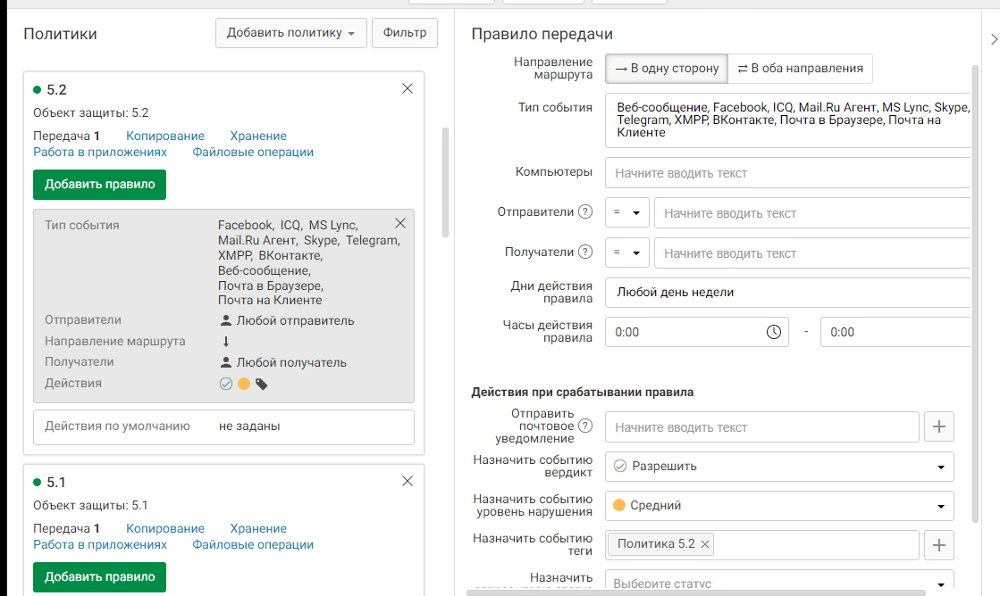 Политики
Добавить политику
Фильтр
5.2
Объект защиты: 5.2
Передача 1 Копирование Хранение
Работа в приложениях Файловые операции
Добавить правило
Тип события
Facebook, ICQ, MS Lync,
Mail.Ru Агент, Skype, Telegram,
XMPP, ВКонтакте,
Веб-сообщение,
Почта в Браузере,
Почта на Клиенте
Отправители Любой отправитель
Направление маршрута ↓
Получатели Любой получатель
Действия
Действия по умолчанию не заданы
5.1
Объект защиты: 5.1
Передача 1 Копирование Хранение
Работа в приложениях Файловые операции
Добавить правило
Правило передачи
Направление
маршрута
→ В одну сторону ⇄ В оба направления
Тип события
Веб-сообщение, Facebook, ICQ, Mail.Ru Агент, MS Lync, Skype,
Telegram, XMPP, ВКонтакте, Почта в Браузере, Почта на
Клиенте
Компьютеры Начните вводить текст
Отправители ? = Начните вводить текст
Получатели ? = Начните вводить текст
Дни действия
правила
Любой день недели
Часы действия
правила
0:00 - 0:00
Действия при срабатывании правила
Отправить
почтовое
уведомление
? Начните вводить текст
Назначить событию
вердикт
Разрешить
Назначить событию
уровень нарушения
Средний
Назначить событию
теги
Политика 5.2
Назначить
Выберите статус